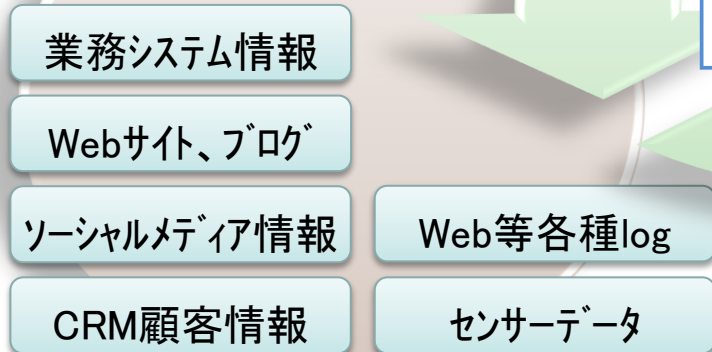 業務システム情報
Webサイト、ブログ
ソーシャルメディア情報
Web等各種log
CRM顧客情報
センサーデータ